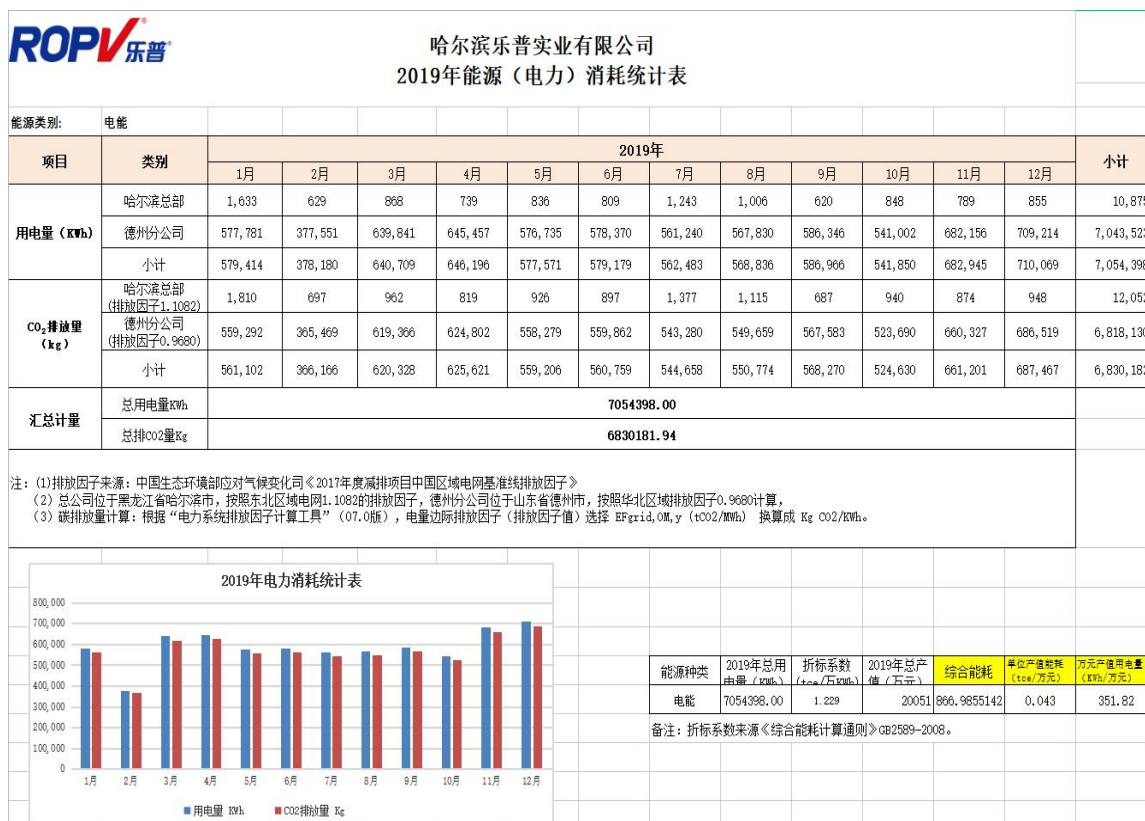 ROPV乐普®
哈尔滨乐普实业有限公司
2019年能源（电力）消耗统计表
能源类别: 电能
项目 类别 2019年 小计
1月 2月 3月 4月 5月 6月 7月 8月 9月 10月 11月 12月
用电量（KWh） 哈尔滨总部 1,633 629 868 739 836 809 1,243 1,006 620 848 789 855 10,875
德州分公司 577,781 377,551 639,841 645,457 576,735 578,370 561,240 567,830 586,346 541,002 682,156 709,214 7,043,523
小计 579,414 378,180 640,709 646,196 577,571 579,179 562,483 568,836 586,966 541,850 682,945 710,069 7,054,398
CO₂排放量（kg） 哈尔滨总部（排放因子1.1082） 1,810 697 962 819 926 897 1,377 1,115 687 940 874 948 12,052
德州分公司（排放因子0.9680） 559,292 365,469 619,366 624,802 558,279 559,862 543,280 549,659 567,583 523,690 660,327 686,519 6,818,130
小计 561,102 366,166 620,328 625,621 559,206 560,759 544,658 550,774 568,270 524,630 661,201 687,467 6,830,182
汇总计量 总用电量KWh 7054398.00
总排CO2量Kg 6830181.94
注：(1)排放因子来源：中国生态环境部应对气候变化司《2017年度减排项目中国区域电网基准线排放因子》
（2）总公司位于黑龙江省哈尔滨市，按照东北区域电网1.1082的排放因子，德州分公司位于山东省德州市，按照华北区域排放因子0.9680计算，
（3）碳排放量计算：根据“电力系统排放因子计算工具”（07.0版），电量边际排放因子（排放因子值）选择 EFgrid,OM,y (tCO2/MWh) 换算成 Kg CO2/KWh。
2019年电力消耗统计表
800,000
700,000
600,000
500,000
400,000
300,000
200,000
100,000
0
1月 2月 3月 4月 5月 6月 7月 8月 9月 10月 11月 12月
用电量 KWh CO2排放量 Kg
能源种类 2019年总用电量（KWh） 折标系数（tce/万KWh） 2019年总产值（万元） 综合能耗 单位产值能耗（tce/万元） 万元产值用电量（KWh/万元）
电能 7054398.00 1.229 20051 866.9855142 0.043 351.82
备注：折标系数来源《综合能耗计算通则》GB2589-2008。